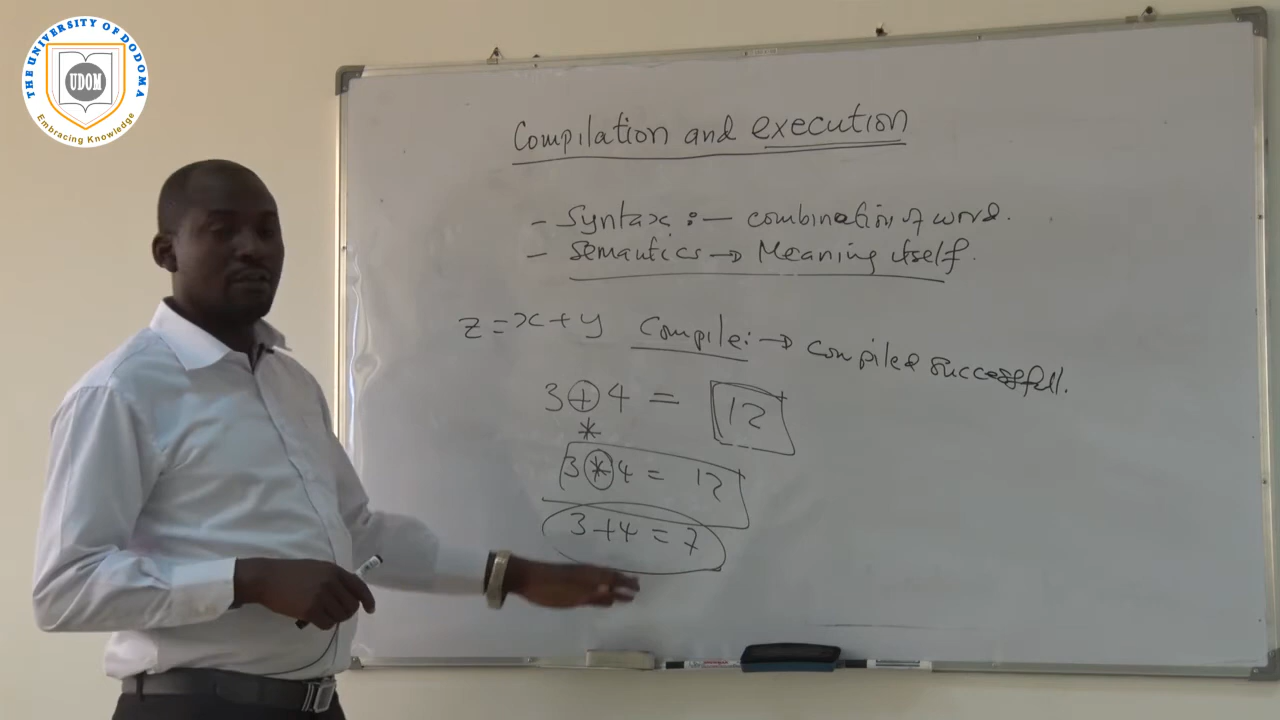 THE UNIVERSITY OF DODOMA
UDOM
Embracing Knowledge
Compilation and execution
- Syntax :- combination of word.
- Semantics → Meaning itself.
z = x + y Compile: → compiled successfull.
3 + 4 = 12
*
3 * 4 = 12
3 + 4 = 7